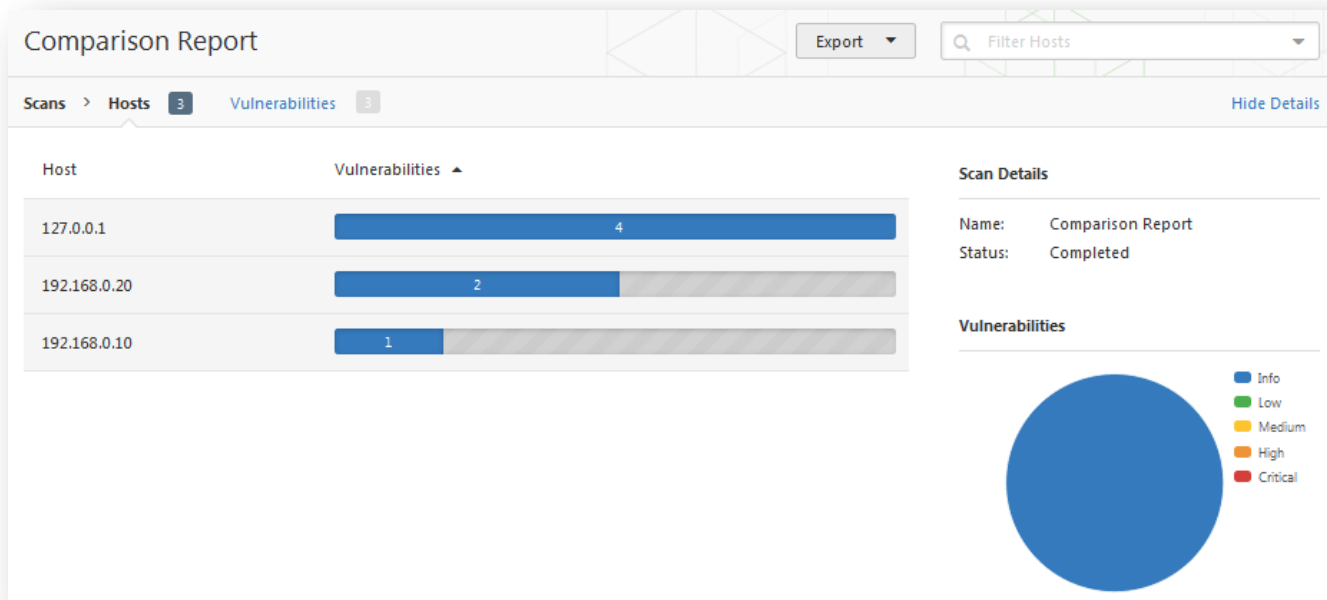 Comparison Report
Export
Filter Hosts
Scans > Hosts 3 Vulnerabilities 3
Hide Details
Host Vulnerabilities
127.0.0.1 4
192.168.0.20 2
192.168.0.10 1
Scan Details
Name: Comparison Report
Status: Completed
Vulnerabilities
Info
Low
Medium
High
Critical